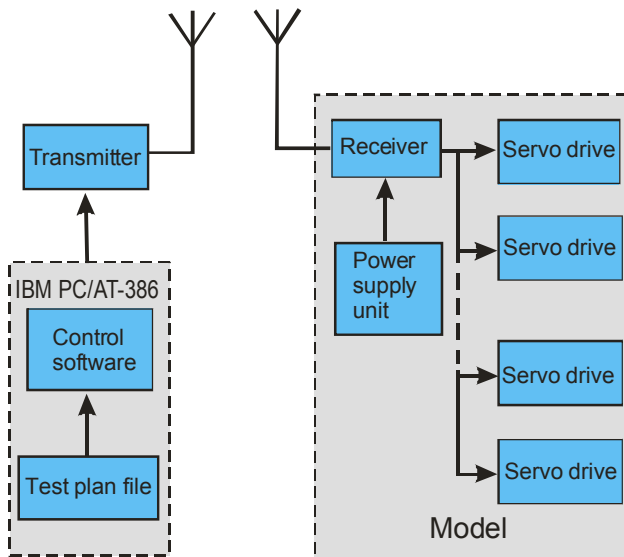 Transmitter
IBM PC/AT-386
Control
software
Test plan file
Receiver
Power
supply
unit
Servo drive
Servo drive
Servo drive
Servo drive
Model